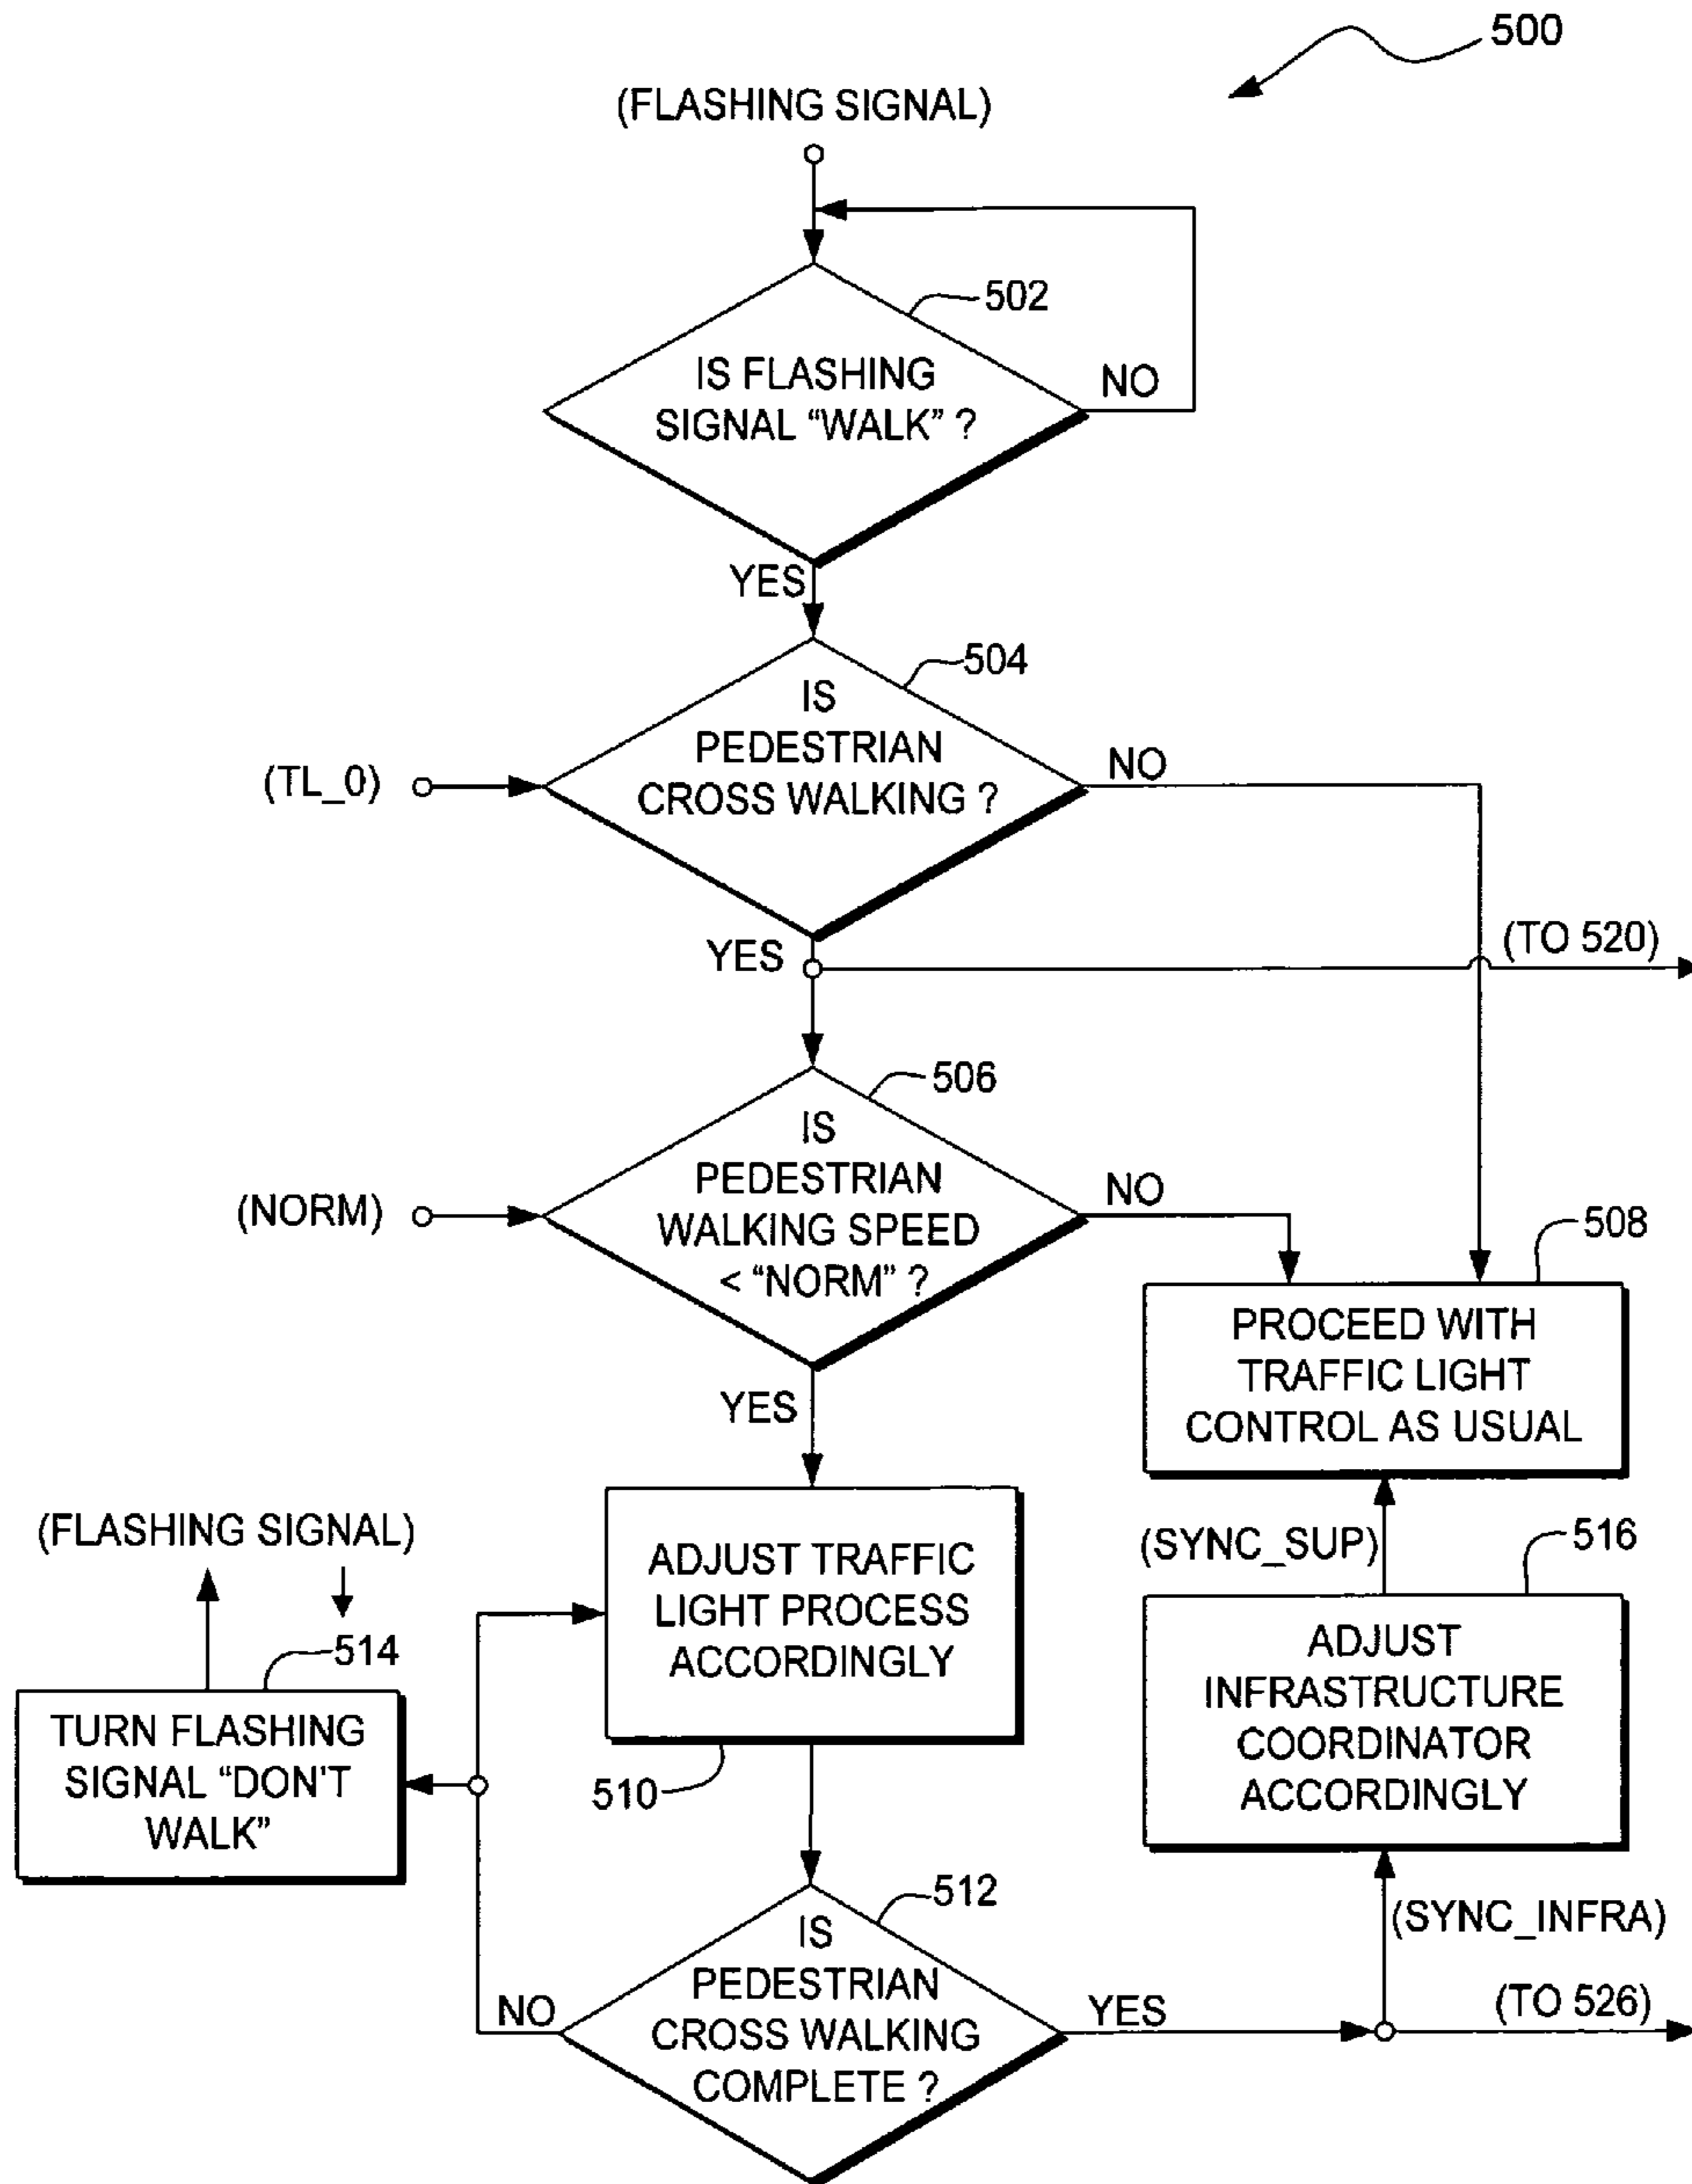 500
(FLASHING SIGNAL)
502
IS FLASHING
SIGNAL “WALK” ?
NO
YES
504
IS
PEDESTRIAN
CROSS WALKING ?
(TL_0)
NO
YES
(TO 520)
506
IS
PEDESTRIAN
WALKING SPEED
< “NORM” ?
(NORM)
NO
YES
508
PROCEED WITH
TRAFFIC LIGHT
CONTROL AS USUAL
(FLASHING SIGNAL)
ADJUST TRAFFIC
LIGHT PROCESS
ACCORDINGLY
510
(SYNC_SUP)
516
ADJUST
INFRASTRUCTURE
COORDINATOR
ACCORDINGLY
514
TURN FLASHING
SIGNAL “DON'T
WALK”
512
IS
PEDESTRIAN
CROSS WALKING
COMPLETE ?
NO
YES
(SYNC_INFRA)
(TO 526)